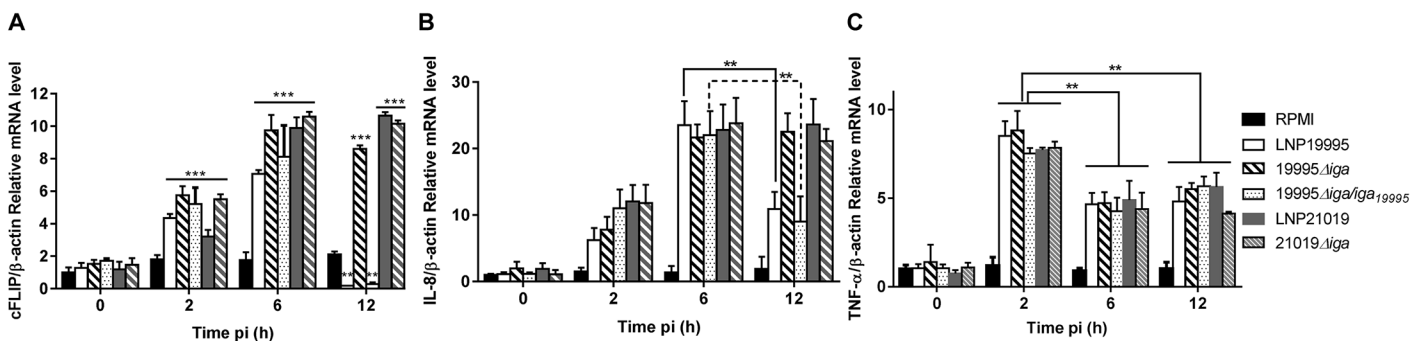 A
cFLIP/β-actin Relative mRNA level
12
10
8
6
4
2
0
***
***
***
***
**
**
0 2 6 12
Time pi (h)
B
IL-8/β-actin Relative mRNA level
30
20
10
0
**
**
0 2 6 12
Time pi (h)
C
TNF-α/β-actin Relative mRNA level
10
5
0
**
**
0 2 6 12
Time pi (h)
RPMI
LNP19995
19995Δiga
19995Δiga/iga19995
LNP21019
21019Δiga